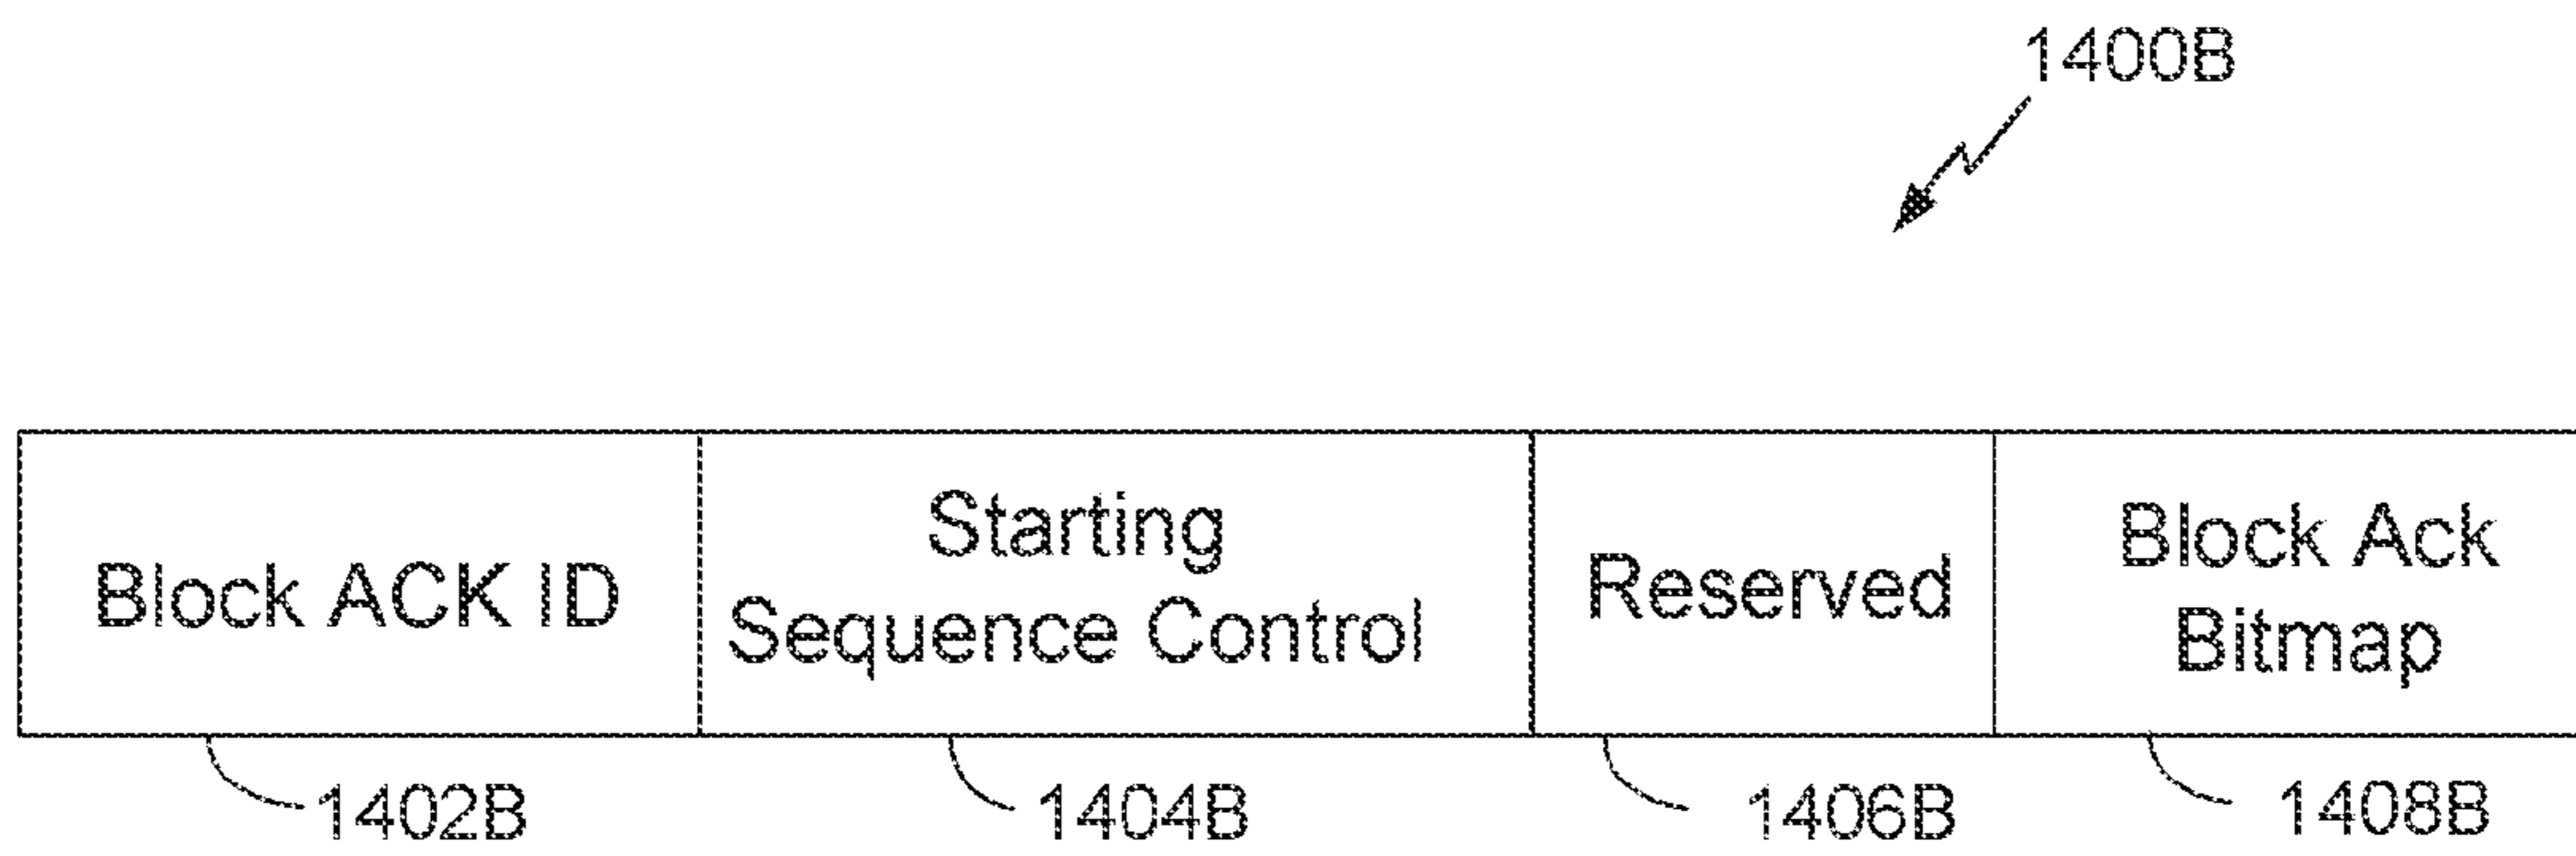 1400B
Block ACK ID
Starting
Sequence Control
Reserved
Block Ack
Bitmap
1402B
1404B
1406B
1408B